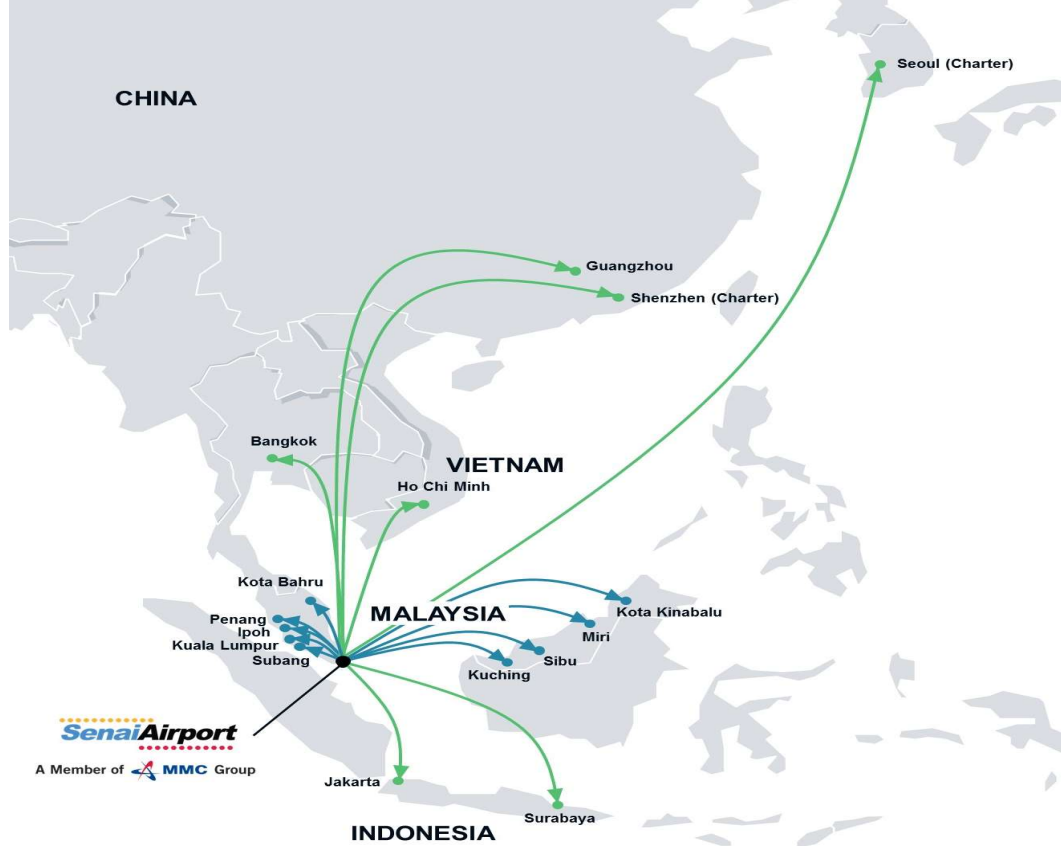 Seoul (Charter)
CHINA
Guangzhou
Shenzhen (Charter)
Bangkok
VIETNAM
Ho Chi Minh
Kota Bahru
MALAYSIA
Kota Kinabalu
Penang
Ipoh
Miri
Kuala Lumpur
Subang
Sibu
Kuching
SenaiAirport
A Member of MMC Group
Jakarta
Surabaya
INDONESIA